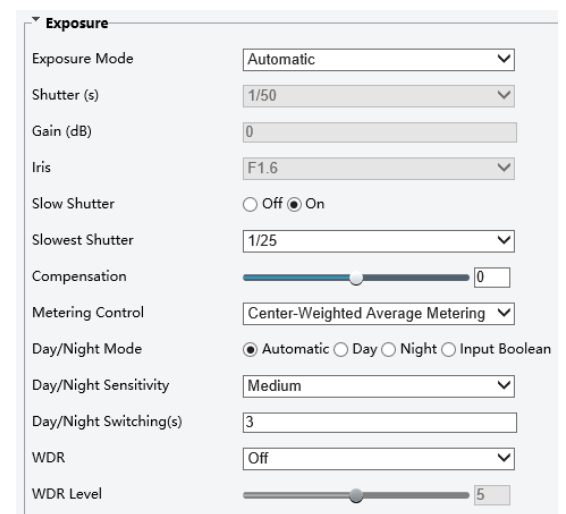 Exposure
Exposure Mode Automatic
Shutter (s) 1/50
Gain (dB) 0
Iris F1.6
Slow Shutter Off On
Slowest Shutter 1/25
Compensation 0
Metering Control Center-Weighted Average Metering
Day/Night Mode Automatic Day Night Input Boolean
Day/Night Sensitivity Medium
Day/Night Switching(s) 3
WDR Off
WDR Level 5